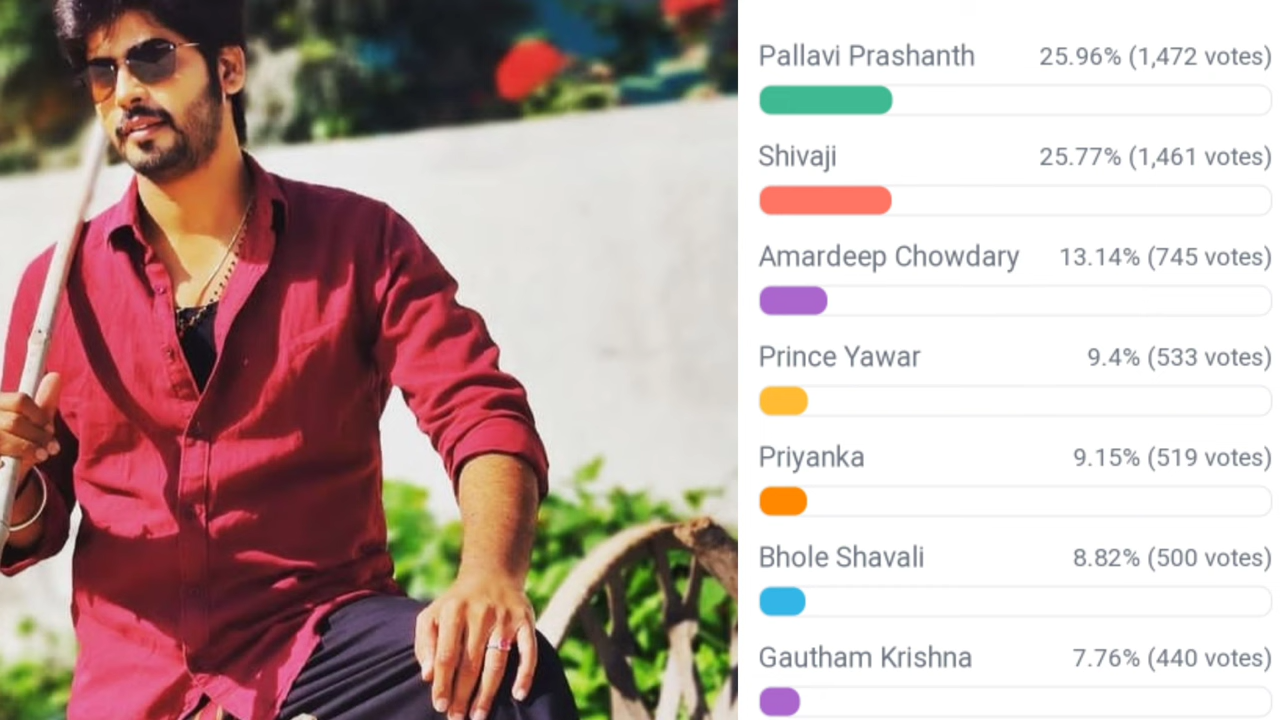 Pallavi Prashanth 25.96% (1,472 votes)
Shivaji 25.77% (1,461 votes)
Amardeep Chowdary 13.14% (745 votes)
Prince Yawar 9.4% (533 votes)
Priyanka 9.15% (519 votes)
Bhole Shavali 8.82% (500 votes)
Gautham Krishna 7.76% (440 votes)